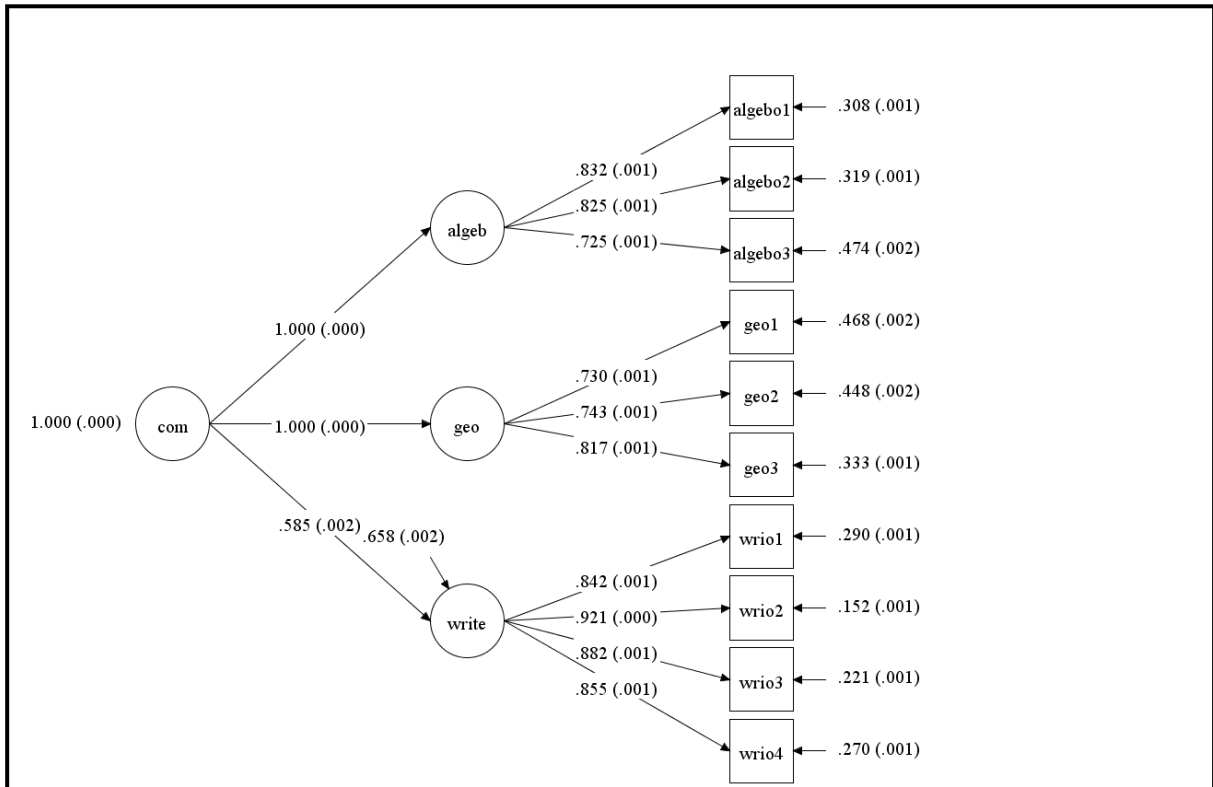 algebo1
.308 (.001)
.832 (.001)
algebo2
.319 (.001)
.825 (.001)
algeb
.725 (.001)
algebo3
.474 (.002)
1.000 (.000)
geo1
.468 (.002)
.730 (.001)
geo2
.448 (.002)
1.000 (.000)
com
1.000 (.000)
geo
.743 (.001)
.817 (.001)
geo3
.333 (.001)
.585 (.002)
.658 (.002)
wrio1
.290 (.001)
.842 (.001)
wrio2
.152 (.001)
write
.921 (.000)
.882 (.001)
wrio3
.221 (.001)
.855 (.001)
wrio4
.270 (.001)